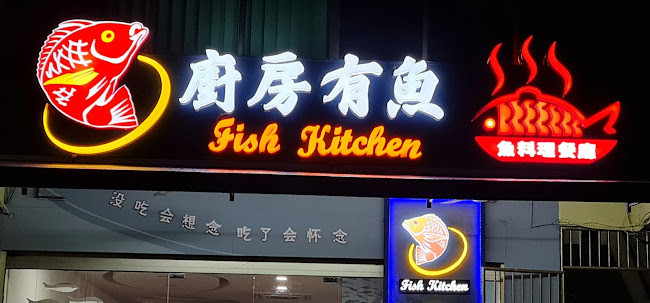 廚房有魚
Fish Kitchen
魚料理餐廳
没吃会想念 吃了会怀念
Fish Kitchen